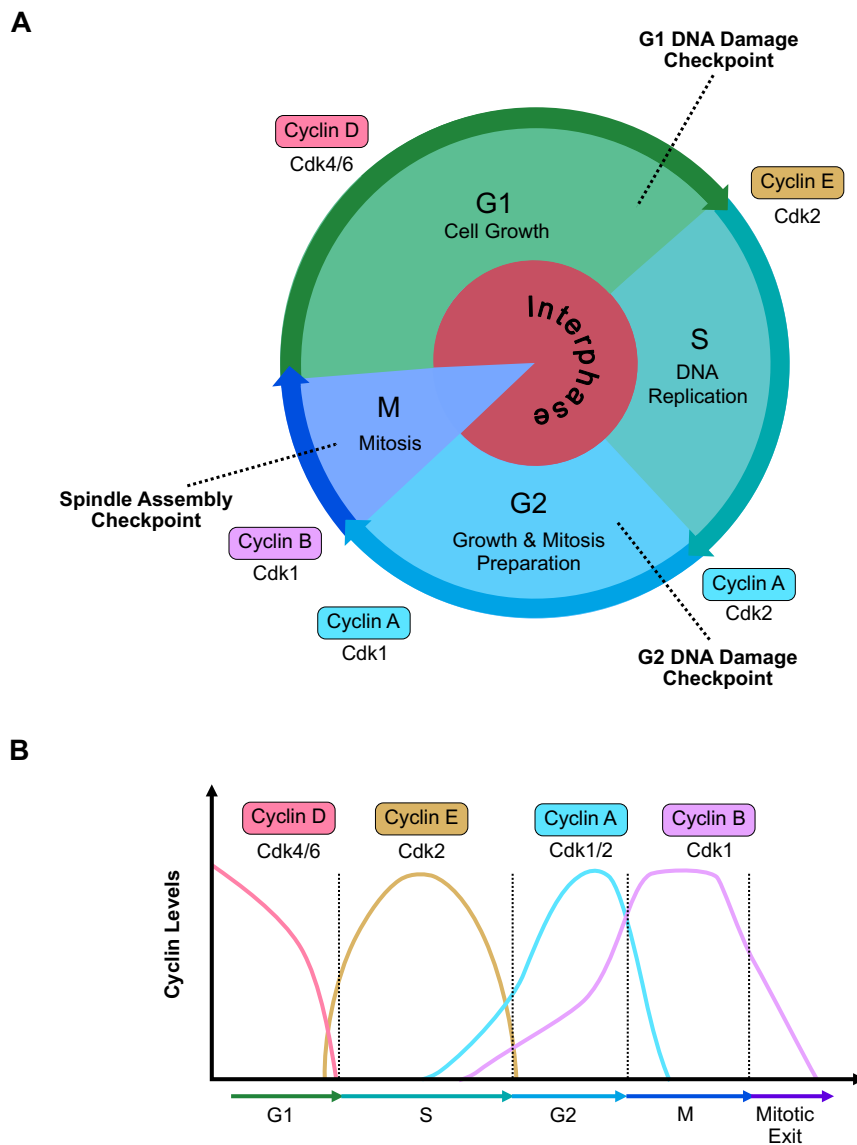 A
G1 DNA Damage
Checkpoint
Cyclin D
Cdk4/6
Cyclin E
Cdk2
G1
Cell Growth
Interphase
S
DNA
Replication
M
Mitosis
Spindle Assembly
Checkpoint
G2
Growth & Mitosis
Preparation
Cyclin B
Cdk1
Cyclin A
Cdk2
Cyclin A
Cdk1
G2 DNA Damage
Checkpoint
B
Cyclin D
Cdk4/6
Cyclin E
Cdk2
Cyclin A
Cdk1/2
Cyclin B
Cdk1
Cyclin Levels
G1
S
G2
M
Mitotic
Exit